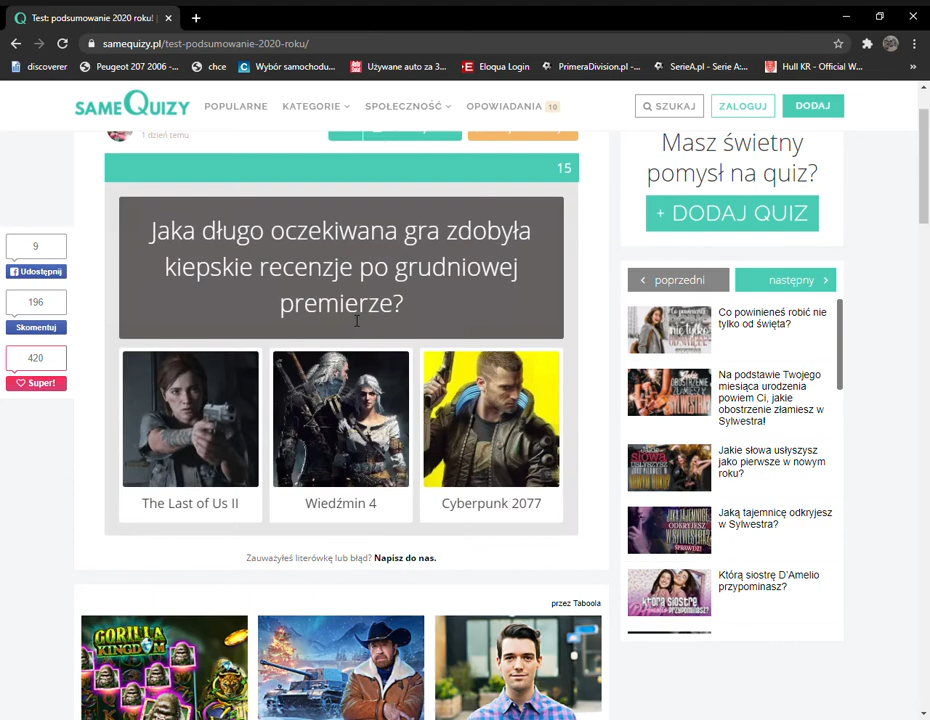 Test: podsumowanie 2020 roku! |
samequizy.pl/test-podsumowanie-2020-roku/
discoverer
Peugeot 207 2006 -...
chce
Wybór samochodu...
Używane auto za 3...
Eloqua Login
PrimeraDivision.pl -...
SerieA.pl - Serie A:...
Hull KR - Official W...
»
SAMEQUIZY
POPULARNE
KATEGORIE
SPOŁECZNOŚĆ
OPOWIADANIA 10
SZUKAJ
ZALOGUJ
DODAJ
1 dzień temu
15
Jaka długo oczekiwana gra zdobyła
kiepskie recenzje po grudniowej
premierze?
The Last of Us II
Wiedźmin 4
Cyberpunk 2077
Zauważyłeś literówkę lub błąd? Napisz do nas.
9
Udostępnij
196
Skomentuj
420
Super!
Masz świetny
pomysł na quiz?
+ DODAJ QUIZ
poprzedni
następny
Co powinieneś robić nie
tylko od święta?
Na podstawie Twojego
miesiąca urodzenia
powiem Ci, jakie
obostrzenie złamiesz w
Sylwestra!
Jakie słowa usłyszysz
jako pierwsze w nowym
roku?
Jaką tajemnicę odkryjesz
w Sylwestra?
Którą siostrę D'Amelio
przypominasz?
przez Taboola
GORILLA
KINGDOM